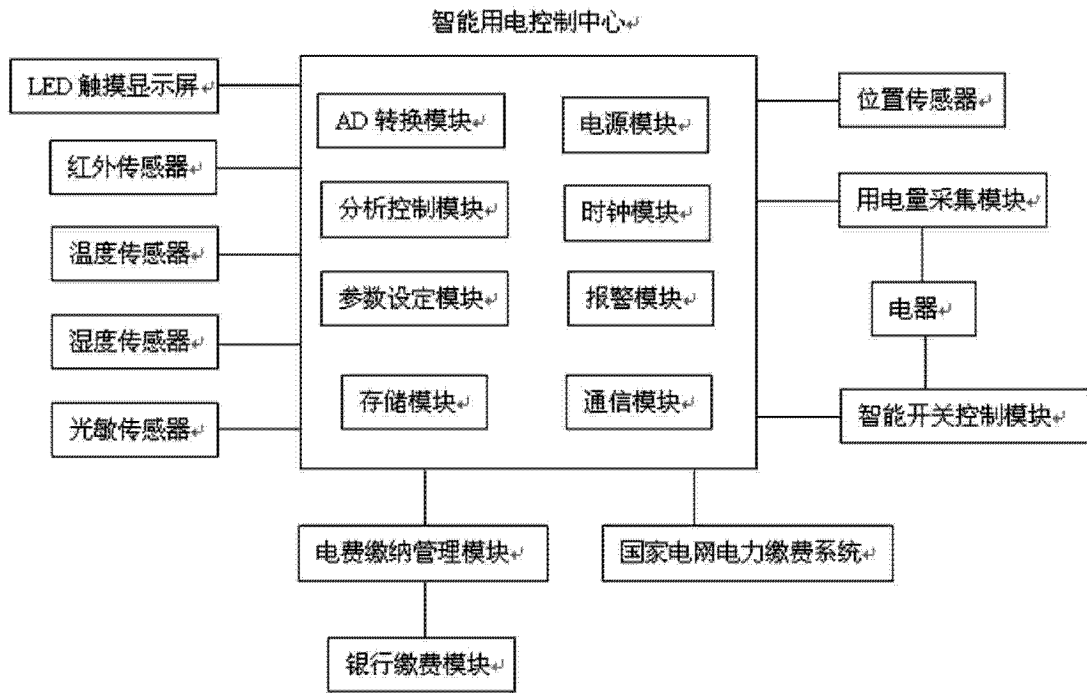 智能用电控制中心
LED 触摸显示屏
红外传感器
温度传感器
湿度传感器
光敏传感器
AD 转换模块
电源模块
分析控制模块
时钟模块
参数设定模块
报警模块
存储模块
通信模块
位置传感器
用电量采集模块
电器
智能开关控制模块
电费缴纳管理模块
国家电网电力缴费系统
银行缴费模块